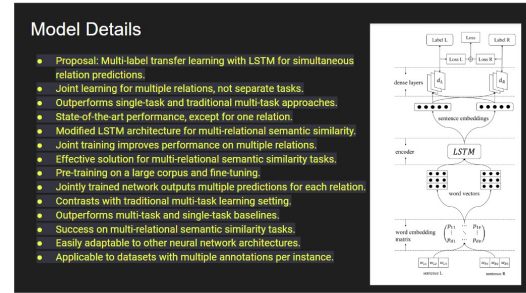 Model Details
Proposal: Multi-label transfer learning with LSTM for simultaneous
relation predictions.
Joint learning for multiple relations, not separate tasks.
Outperforms single-task and traditional multi-task approaches.
State-of-the-art performance, except for one relation.
Modified LSTM architecture for multi-relational semantic similarity.
Joint training improves performance on multiple relations.
Effective solution for multi-relational semantic similarity tasks.
Pre-training on a large corpus and fine-tuning.
Jointly trained network outputs multiple predictions for each relation.
Contrasts with traditional multi-task learning setting.
Outperforms multi-task and single-task baselines.
Success on multi-relational semantic similarity tasks.
Easily adaptable to other neural network architectures.
Applicable to datasets with multiple annotations per instance.
Label L
Loss
Label R
Loss L
Loss R
dense layers
sentence embeddings
encoder
LSTM
word vectors
word embedding
matrix
sentence L
sentence R